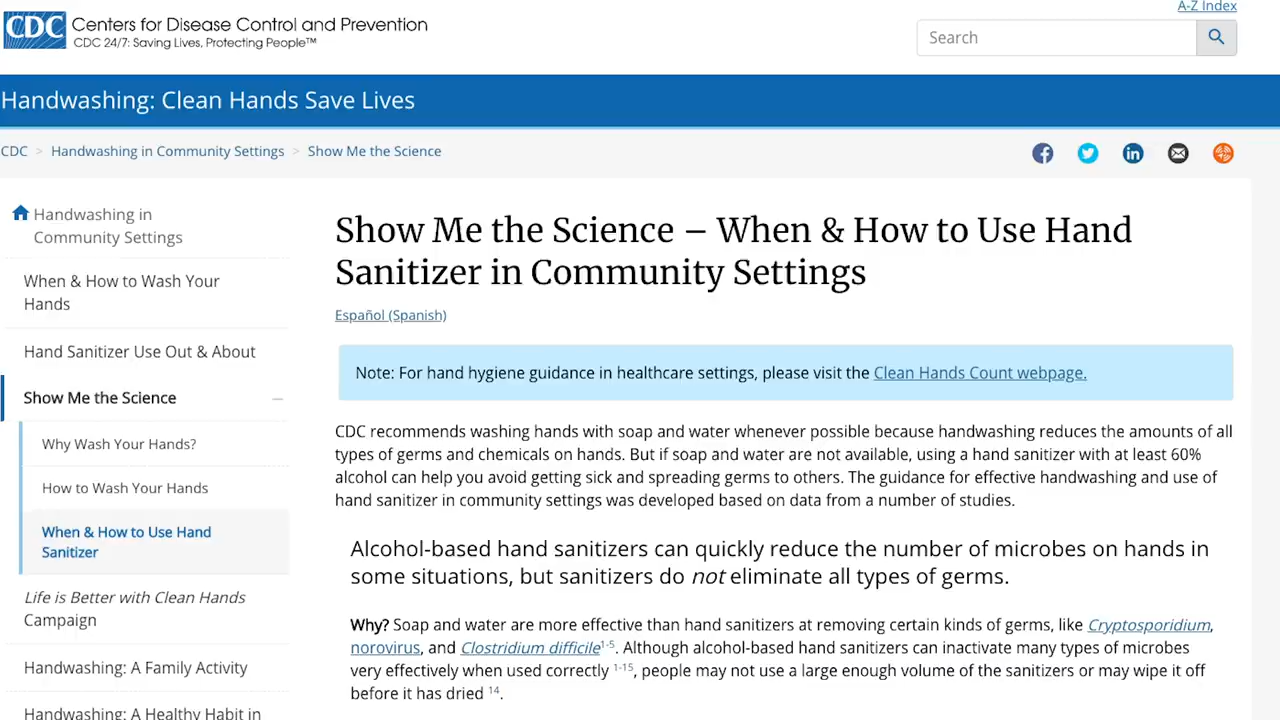 A-Z Index
CDC
Centers for Disease Control and Prevention
CDC 24/7: Saving Lives, Protecting People™
Search
Handwashing: Clean Hands Save Lives
CDC > Handwashing in Community Settings > Show Me the Science
Handwashing in
Community Settings
When & How to Wash Your
Hands
Hand Sanitizer Use Out & About
Show Me the Science
Why Wash Your Hands?
How to Wash Your Hands
When & How to Use Hand
Sanitizer
Life is Better with Clean Hands
Campaign
Handwashing: A Family Activity
Handwashing: A Healthy Habit in
Show Me the Science – When & How to Use Hand
Sanitizer in Community Settings
Español (Spanish)
Note: For hand hygiene guidance in healthcare settings, please visit the Clean Hands Count webpage.
CDC recommends washing hands with soap and water whenever possible because handwashing reduces the amounts of all
types of germs and chemicals on hands. But if soap and water are not available, using a hand sanitizer with at least 60%
alcohol can help you avoid getting sick and spreading germs to others. The guidance for effective handwashing and use of
hand sanitizer in community settings was developed based on data from a number of studies.
Alcohol-based hand sanitizers can quickly reduce the number of microbes on hands in
some situations, but sanitizers do not eliminate all types of germs.
Why? Soap and water are more effective than hand sanitizers at removing certain kinds of germs, like Cryptosporidium,
norovirus, and Clostridium difficile1-5. Although alcohol-based hand sanitizers can inactivate many types of microbes
very effectively when used correctly 1-15, people may not use a large enough volume of the sanitizers or may wipe it off
before it has dried 14.